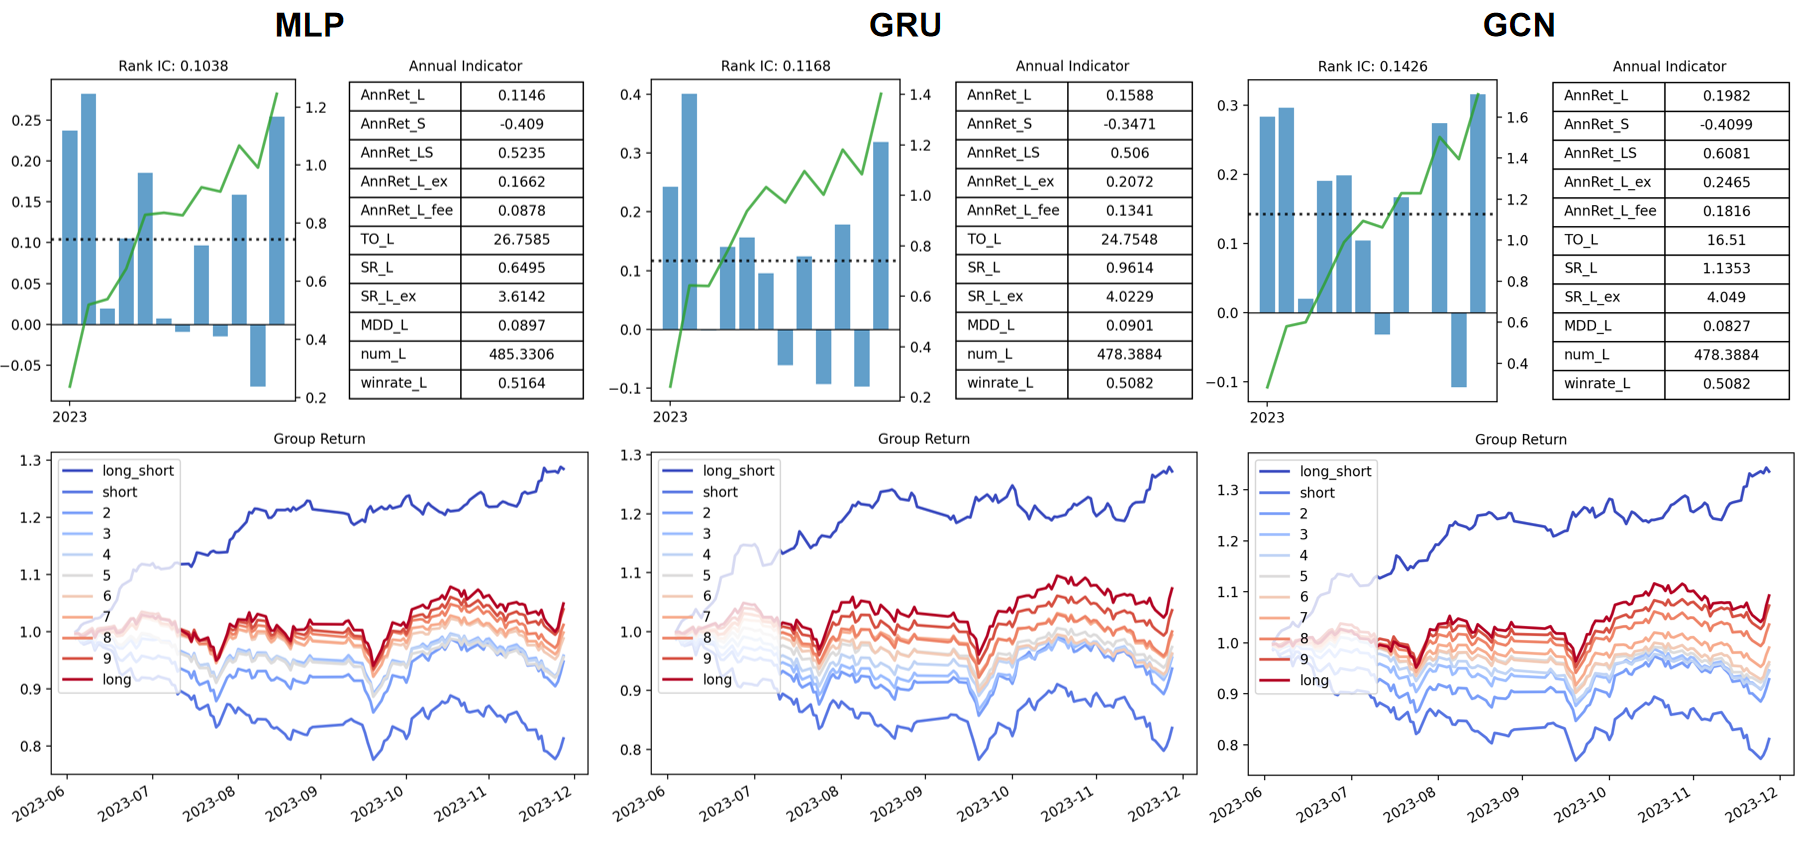 MLP
Rank IC: 0.1038
0.25
0.20
0.15
0.10
0.05
0.00
−0.05
1.2
1.0
0.8
0.6
0.4
0.2
2023
Annual Indicator
AnnRet_L 0.1146
AnnRet_S -0.409
AnnRet_LS 0.5235
AnnRet_L_ex 0.1662
AnnRet_L_fee 0.0878
TO_L 26.7585
SR_L 0.6495
SR_L_ex 3.6142
MDD_L 0.0897
num_L 485.3306
winrate_L 0.5164
Group Return
1.3
1.2
1.1
1.0
0.9
0.8
long_short
short
2
3
4
5
6
7
8
9
long
2023-06
2023-07
2023-08
2023-09
2023-10
2023-11
2023-12
GRU
Rank IC: 0.1168
0.4
0.3
0.2
0.1
0.0
−0.1
1.4
1.2
1.0
0.8
0.6
0.4
0.2
2023
Annual Indicator
AnnRet_L 0.1588
AnnRet_S -0.3471
AnnRet_LS 0.506
AnnRet_L_ex 0.2072
AnnRet_L_fee 0.1341
TO_L 24.7548
SR_L 0.9614
SR_L_ex 4.0229
MDD_L 0.0901
num_L 478.3884
winrate_L 0.5082
Group Return
1.3
1.2
1.1
1.0
0.9
0.8
long_short
short
2
3
4
5
6
7
8
9
long
2023-06
2023-07
2023-08
2023-09
2023-10
2023-11
2023-12
GCN
Rank IC: 0.1426
0.3
0.2
0.1
0.0
−0.1
1.6
1.4
1.2
1.0
0.8
0.6
0.4
2023
Annual Indicator
AnnRet_L 0.1982
AnnRet_S -0.4099
AnnRet_LS 0.6081
AnnRet_L_ex 0.2465
AnnRet_L_fee 0.1816
TO_L 16.51
SR_L 1.1353
SR_L_ex 4.049
MDD_L 0.0827
num_L 478.3884
winrate_L 0.5082
Group Return
1.3
1.2
1.1
1.0
0.9
0.8
long_short
short
2
3
4
5
6
7
8
9
long
2023-06
2023-07
2023-08
2023-09
2023-10
2023-11
2023-12